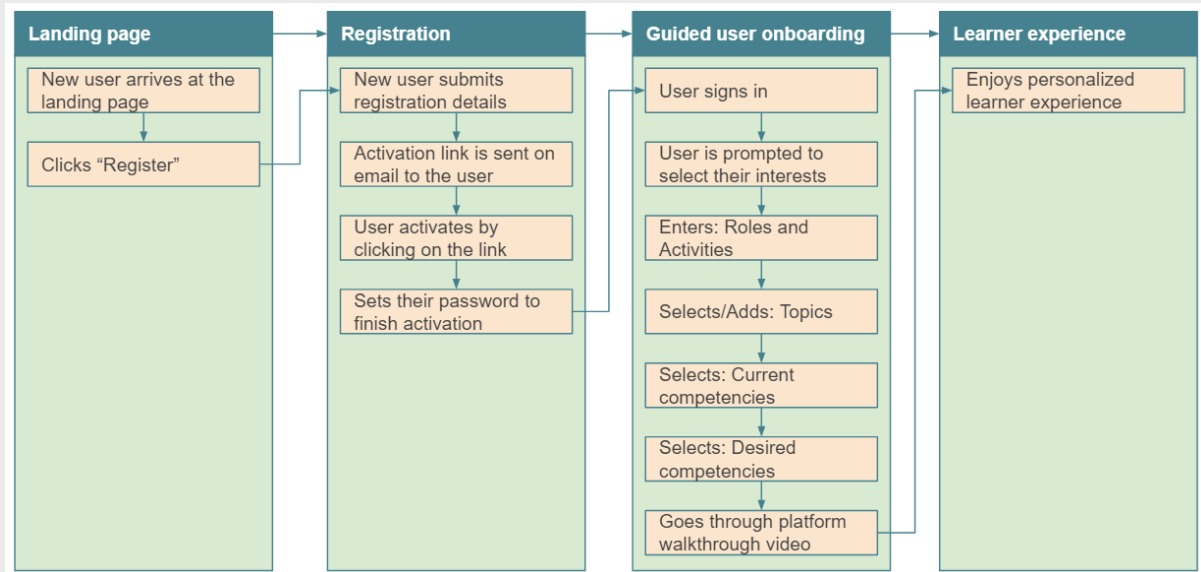 Landing page
New user arrives at the
landing page
Clicks “Register”
Registration
New user submits
registration details
Activation link is sent on
email to the user
User activates by
clicking on the link
Sets their password to
finish activation
Guided user onboarding
User signs in
User is prompted to
select their interests
Enters: Roles and
Activities
Selects/Adds: Topics
Selects: Current
competencies
Selects: Desired
competencies
Goes through platform
walkthrough video
Learner experience
Enjoys personalized
learner experience